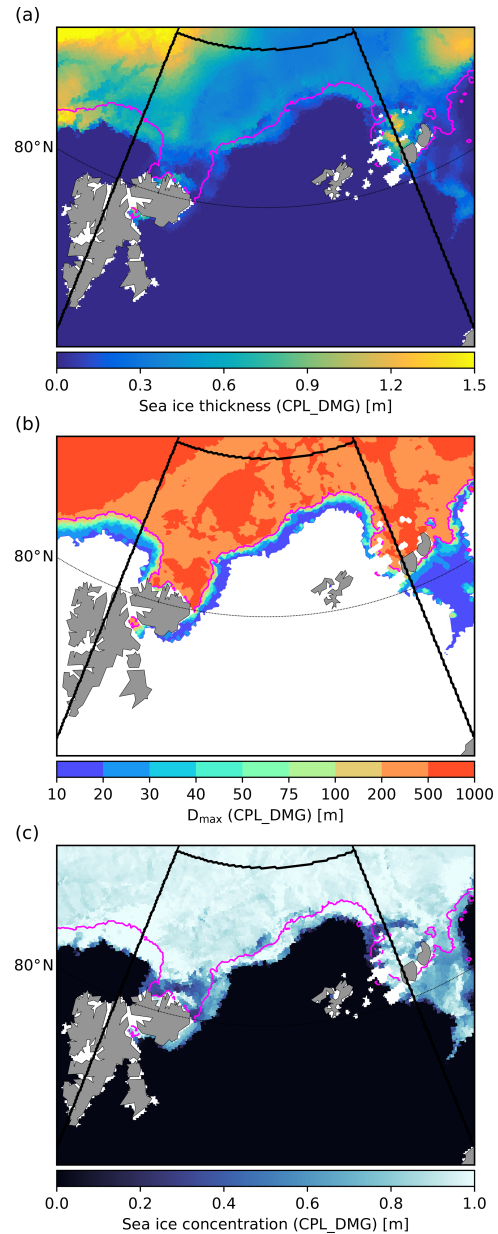 (a)
80°N
0.0 0.3 0.6 0.9 1.2 1.5
Sea ice thickness (CPL_DMG) [m]
(b)
80°N
10 20 30 40 50 75 100 200 500 1000
Dmax (CPL_DMG) [m]
(c)
80°N
0.0 0.2 0.4 0.6 0.8 1.0
Sea ice concentration (CPL_DMG) [m]